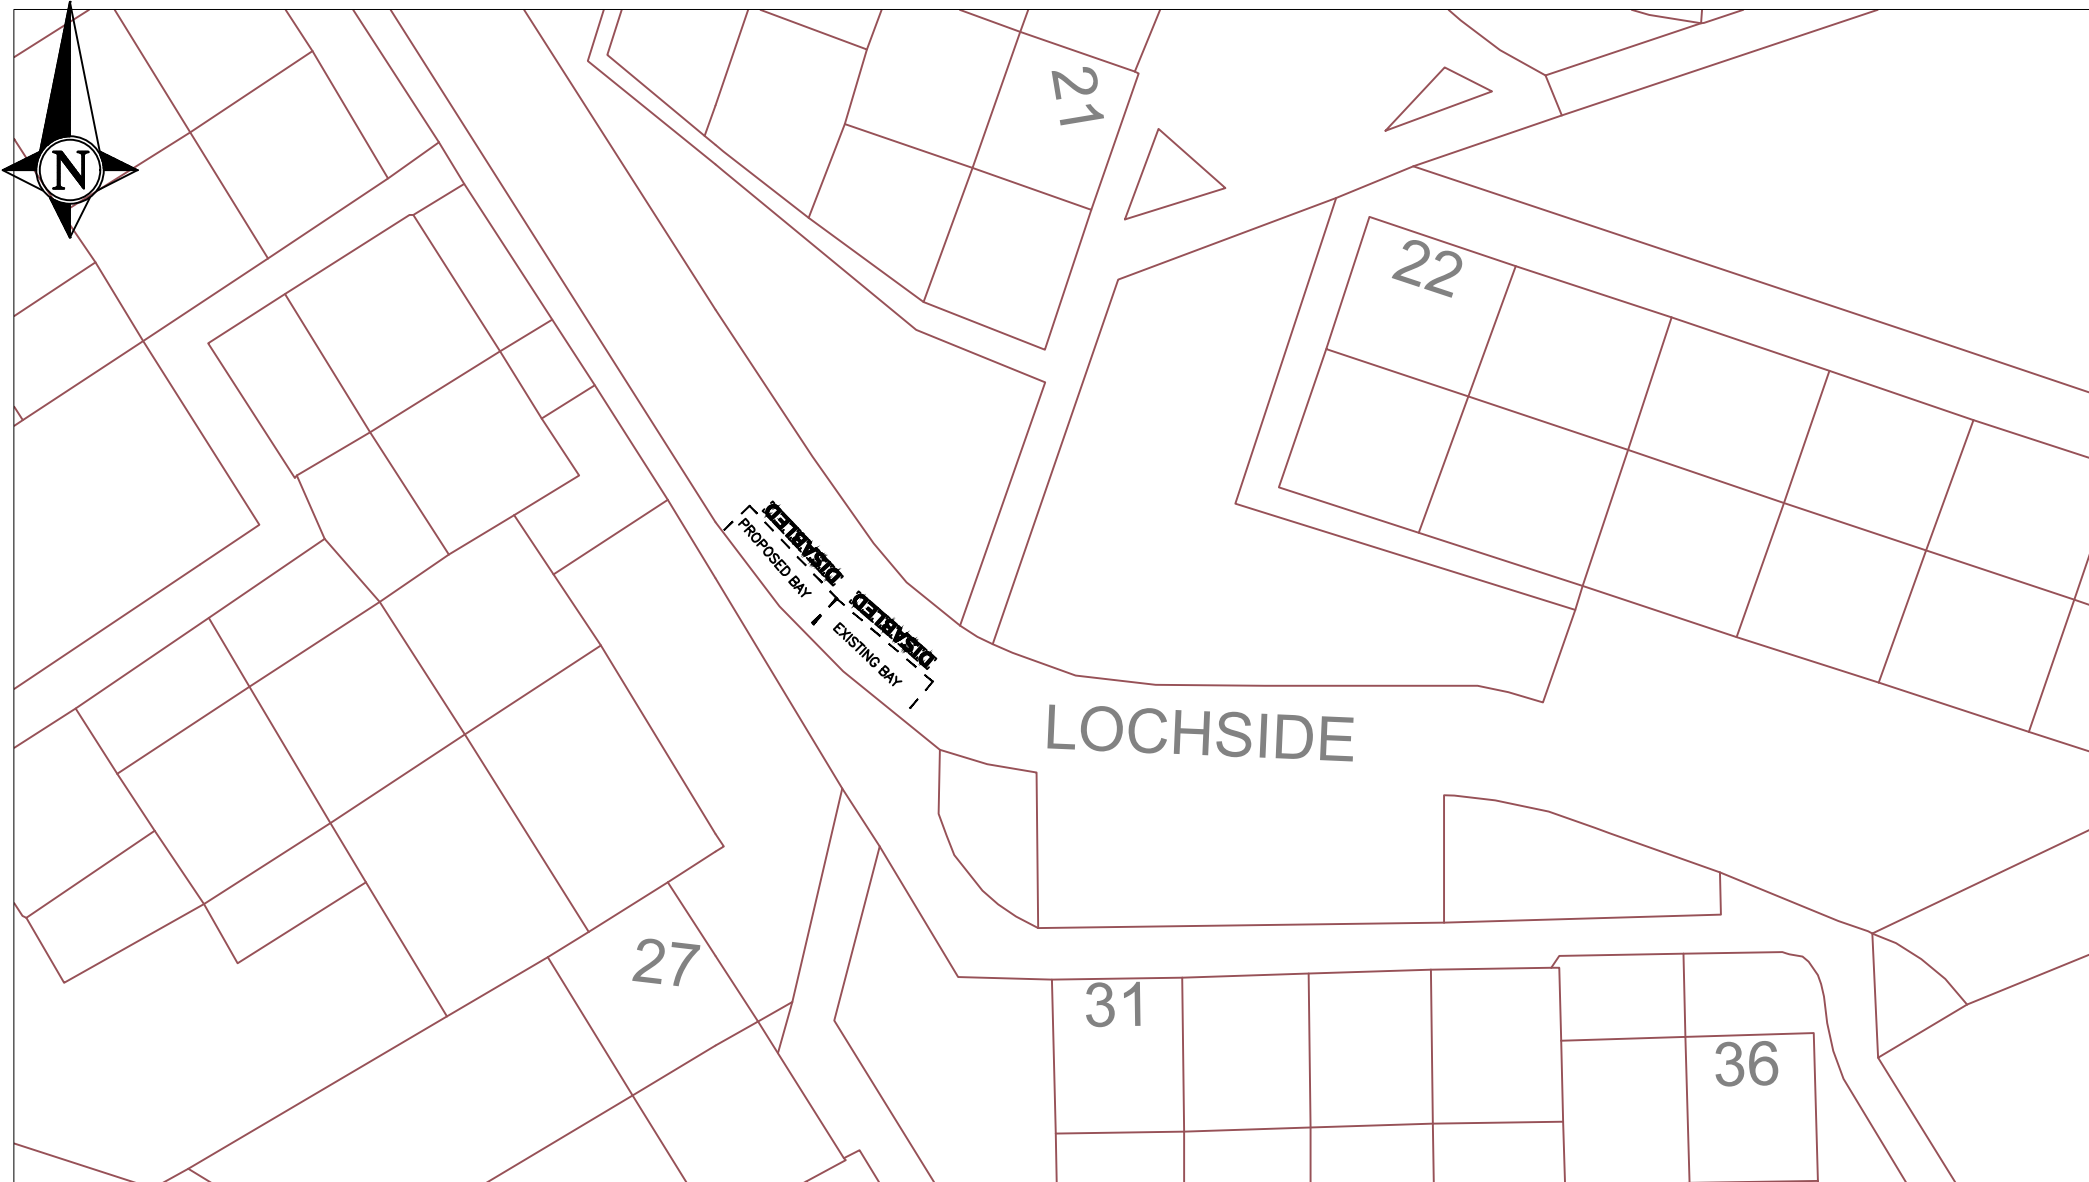 21
N
22
DISABLED
PROPOSED BAY
DISABLED
EXISTING BAY
LOCHSIDE
27
31
36